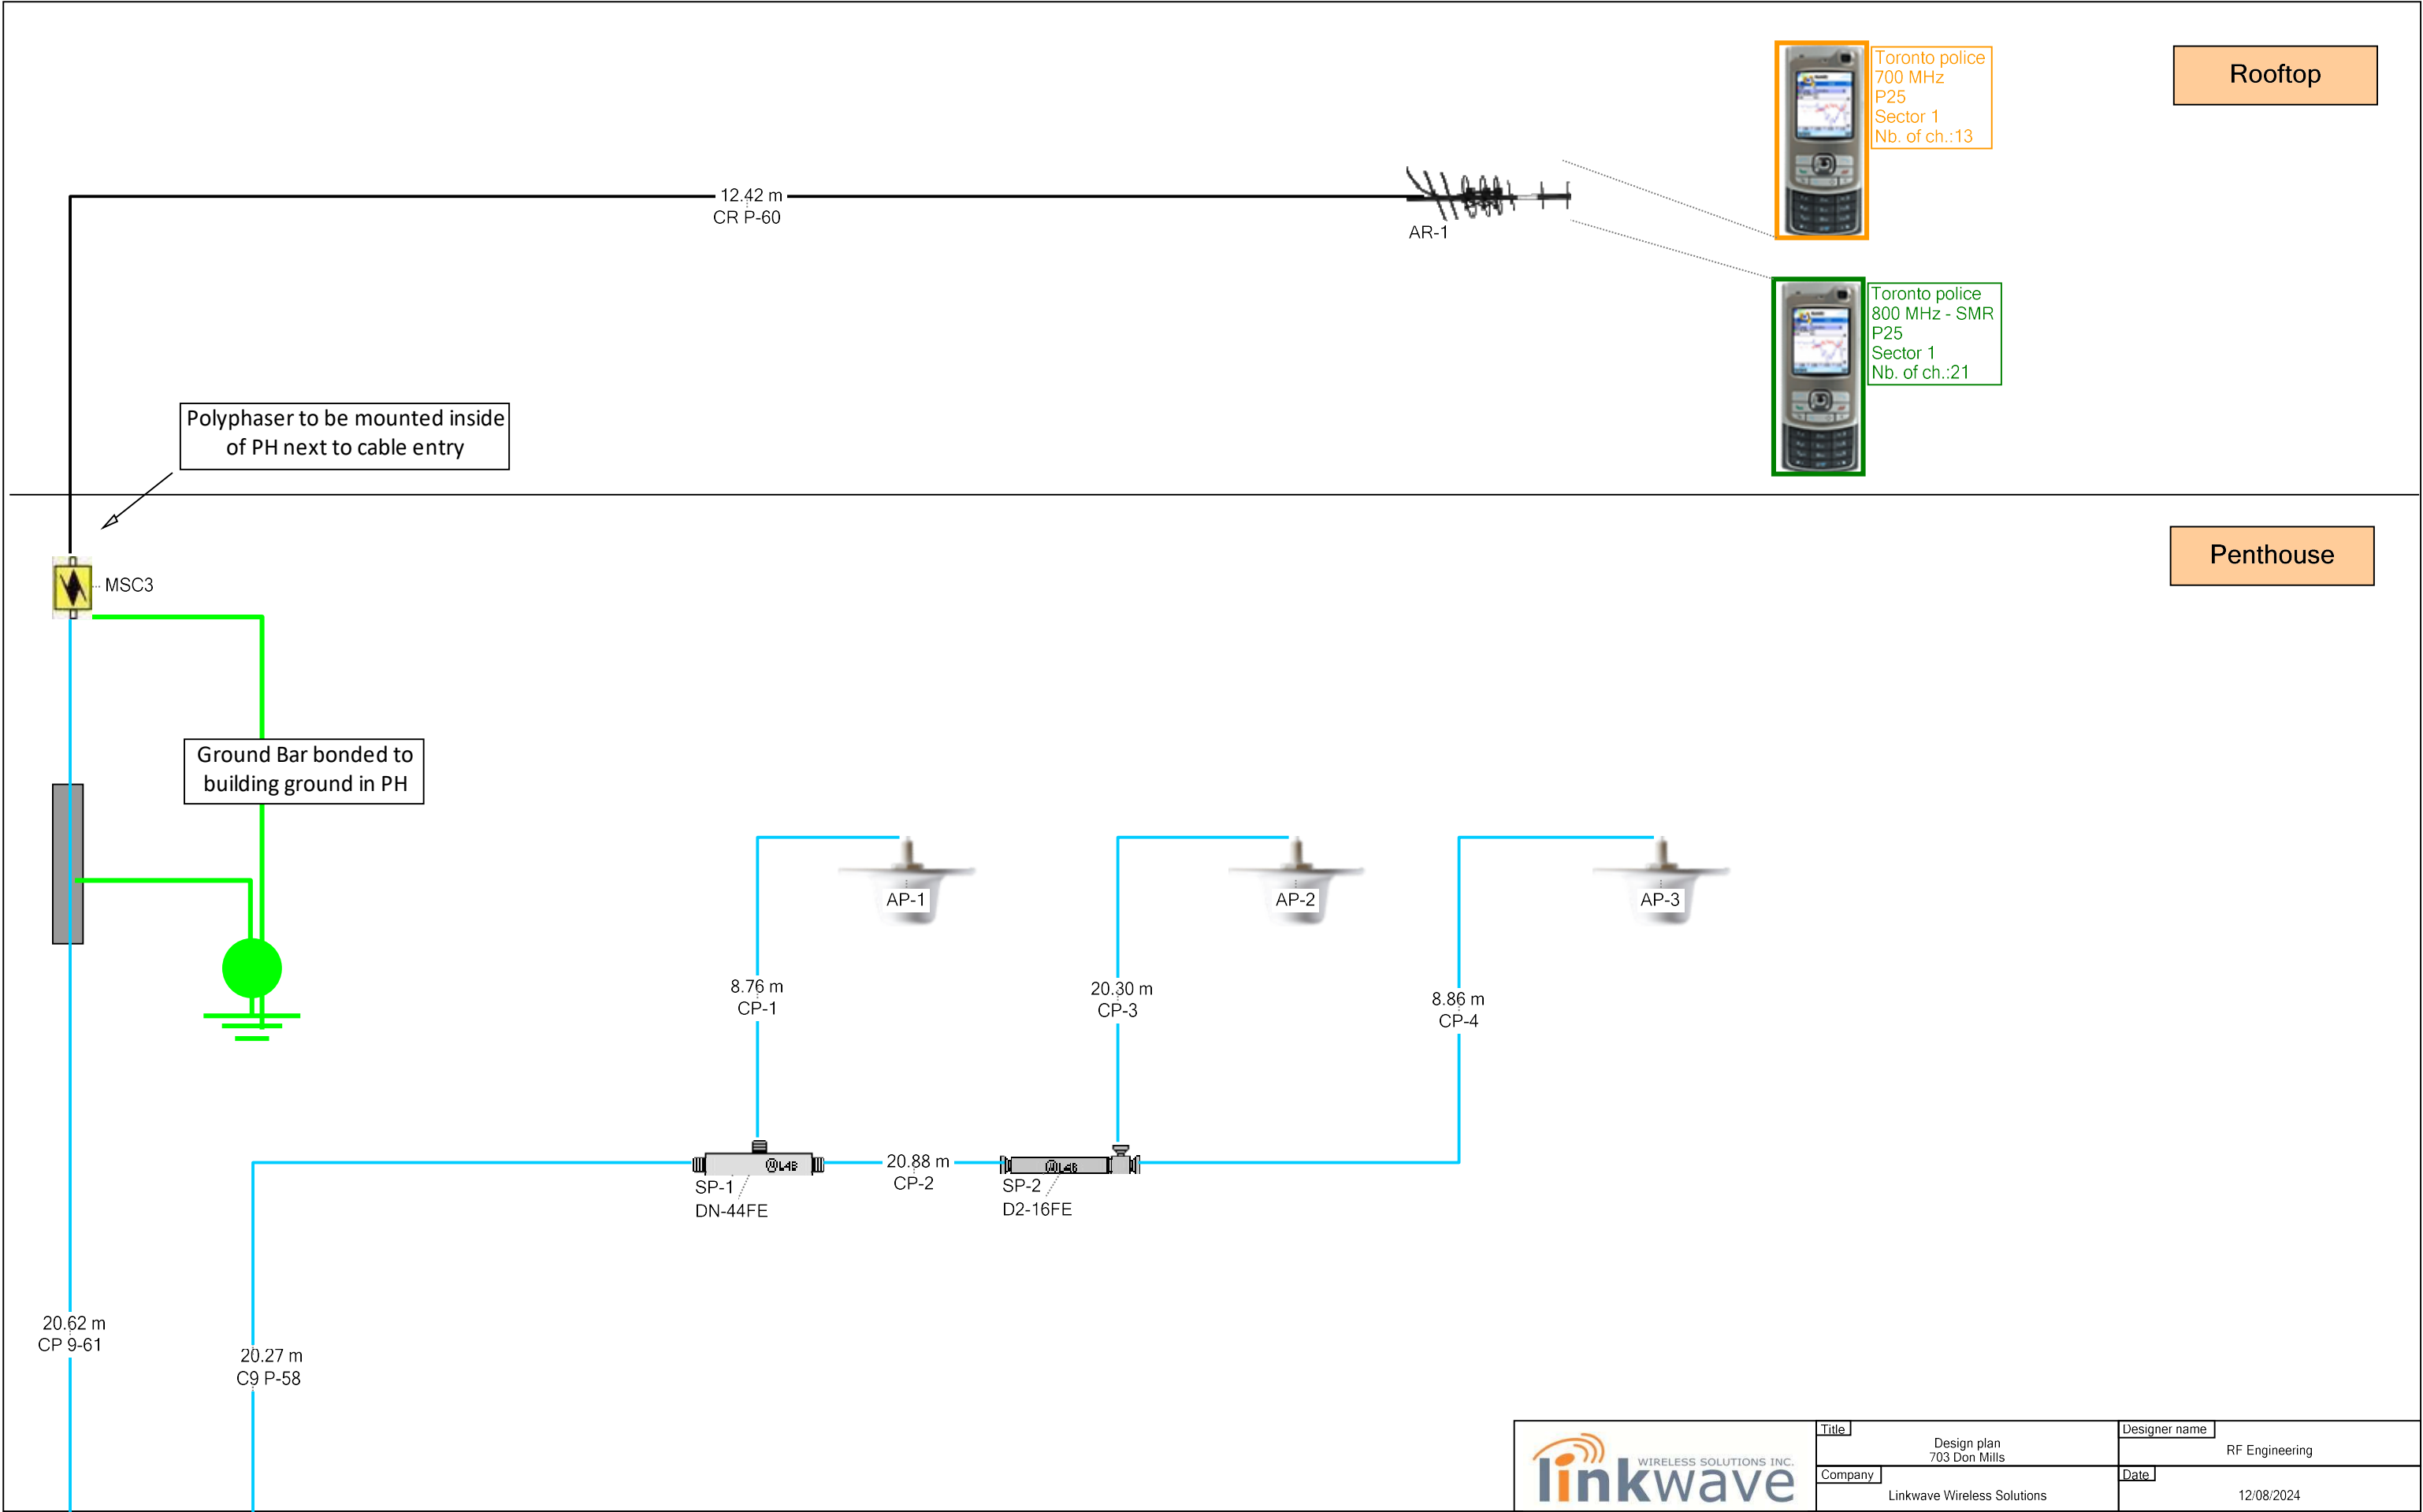 Rooftop
Toronto police
700 MHz
P25
Sector 1
Nb. of ch.:13
12.42 m
CR P-60
AR-1
Toronto police
800 MHz - SMR
P25
Sector 1
Nb. of ch.:21
Polyphaser to be mounted inside
of PH next to cable entry
Penthouse
MSC3
Ground Bar bonded to
building ground in PH
AP-1
AP-2
AP-3
8.76 m
CP-1
20.30 m
CP-3
8.86 m
CP-4
20.88 m
CP-2
SP-1
DN-44FE
SP-2
D2-16FE
20.62 m
CP 9-61
20.27 m
C9 P-58
WIRELESS SOLUTIONS INC.
linkwave
Title
Design plan
703 Don Mills
Designer name
RF Engineering
Company
Linkwave Wireless Solutions
Date
12/08/2024